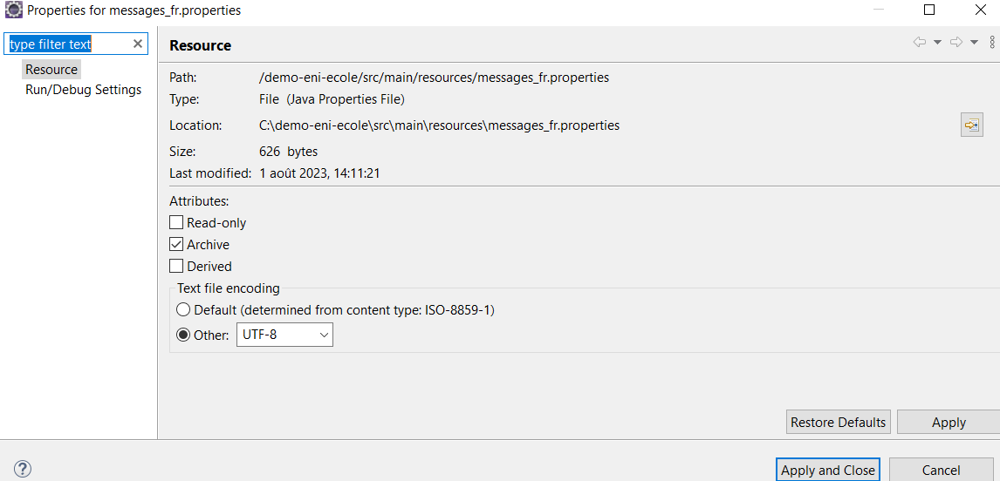 Properties for messages_fr.properties
type filter text
Resource
Run/Debug Settings
Resource
Path: /demo-eni-ecole/src/main/resources/messages_fr.properties
Type: File (Java Properties File)
Location: C:\demo-eni-ecole\src\main\resources\messages_fr.properties
Size: 626 bytes
Last modified: 1 août 2023, 14:11:21
Attributes:
Read-only
Archive
Derived
Text file encoding
Default (determined from content type: ISO-8859-1)
Other: UTF-8
Restore Defaults Apply
Apply and Close Cancel